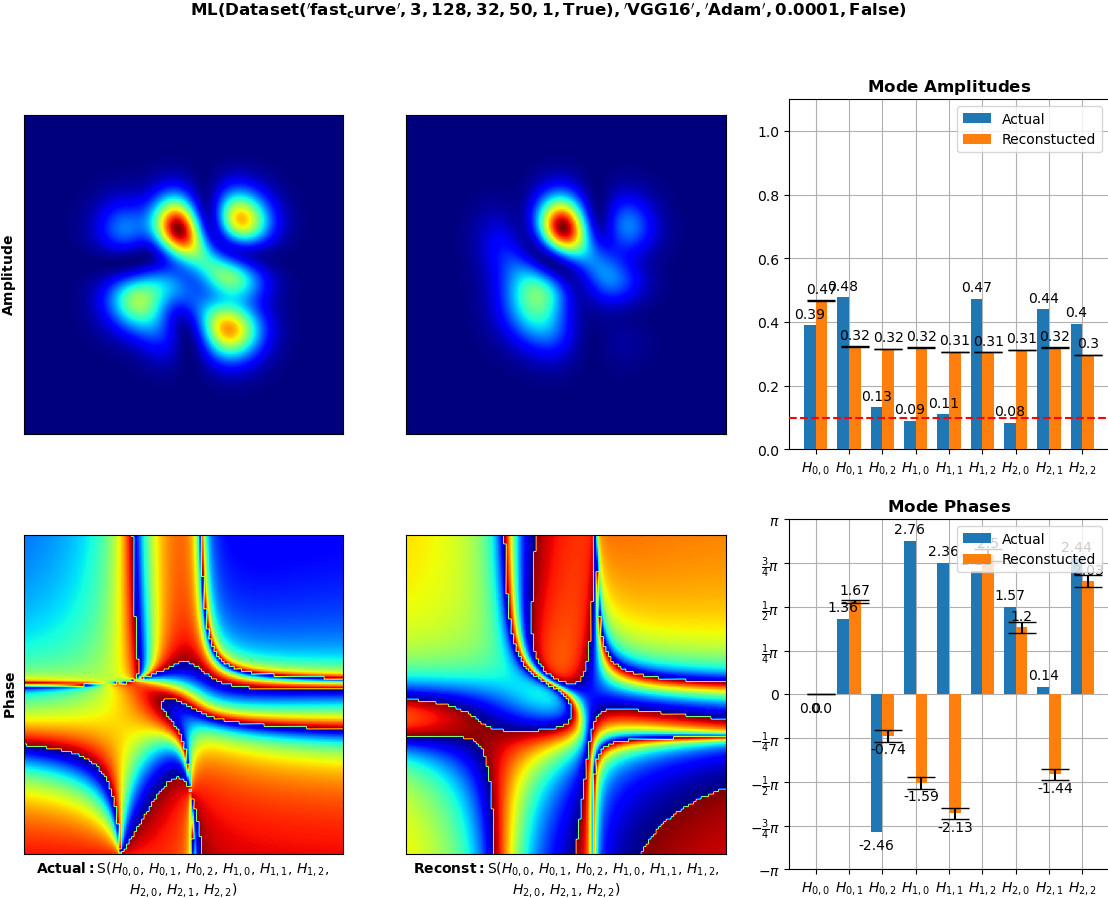 ML(Dataset('fast_curve', 3, 128, 32, 50, 1, True), 'VGG16', 'Adam', 0.0001, False)
Amplitude
Mode Amplitudes
Actual
Reconstucted
1.0
0.8
0.6
0.4
0.2
0.0
0.39
0.47
0.48
0.32
0.13
0.32
0.09
0.32
0.11
0.31
0.47
0.31
0.08
0.31
0.44
0.32
0.4
0.3
H0,0 H0,1 H0,2 H1,0 H1,1 H1,2 H2,0 H2,1 H2,2
Phase
Actual: S(H0,0, H0,1, H0,2, H1,0, H1,1, H1,2,
H2,0, H2,1, H2,2)
Reconst: S(H0,0, H0,1, H0,2, H1,0, H1,1, H1,2,
H2,0, H2,1, H2,2)
Mode Phases
Actual
Reconstucted
π
3/4π
1/2π
1/4π
0
−1/4π
−1/2π
−3/4π
−π
0.0
0.0
1.36
1.67
-2.46
-0.74
2.76
-1.59
2.36
-2.13
2.5
1.57
1.2
0.14
-1.44
2.44
H0,0 H0,1 H0,2 H1,0 H1,1 H1,2 H2,0 H2,1 H2,2